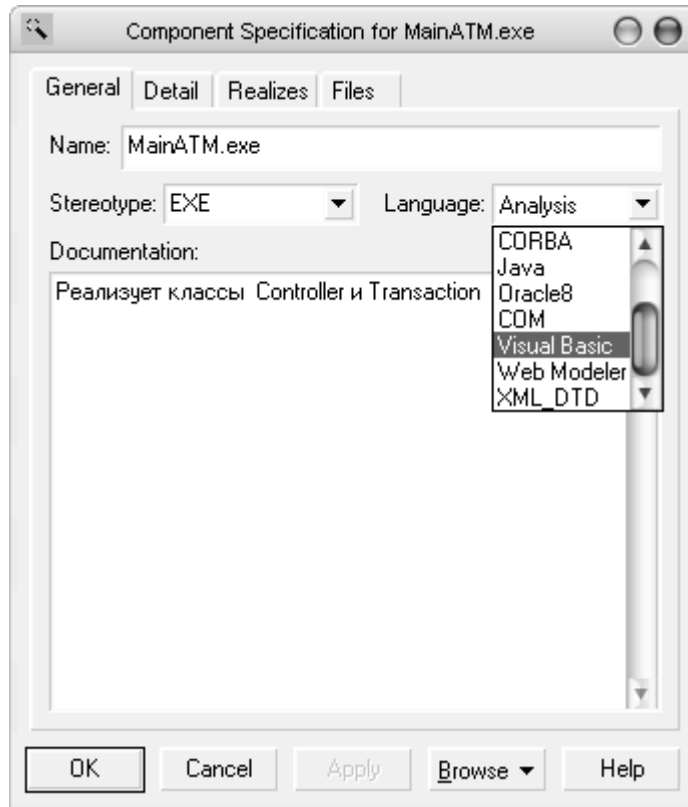 Component Specification for MainATM.exe
General Detail Realizes Files
Name: MainATM.exe
Stereotype: EXE Language: Analysis
Documentation:
Реализует классы Controller и Transaction
CORBA
Java
Oracle8
COM
Visual Basic
Web Modeler
XML_DTD
OK Cancel Apply Browse Help